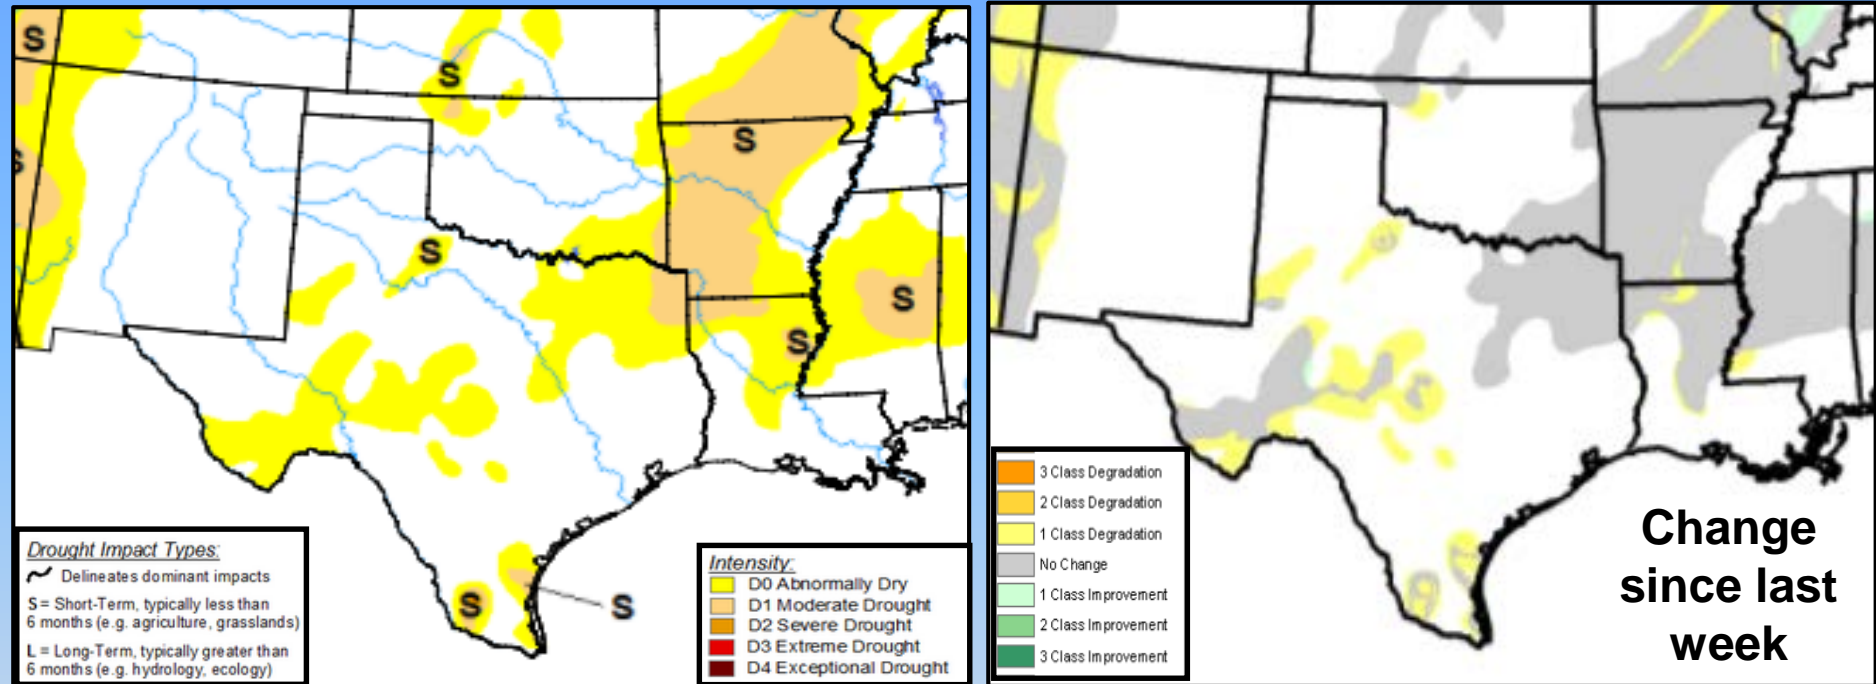 S
S
S
S
S
S
S
S
S
Drought Impact Types:
Delineates dominant impacts
S = Short-Term, typically less than
6 months (e.g. agriculture, grasslands)
L = Long-Term, typically greater than
6 months (e.g. hydrology, ecology)
Intensity:
D0 Abnormally Dry
D1 Moderate Drought
D2 Severe Drought
D3 Extreme Drought
D4 Exceptional Drought
3 Class Degradation
2 Class Degradation
1 Class Degradation
No Change
1 Class Improvement
2 Class Improvement
3 Class Improvement
Change
since last
week